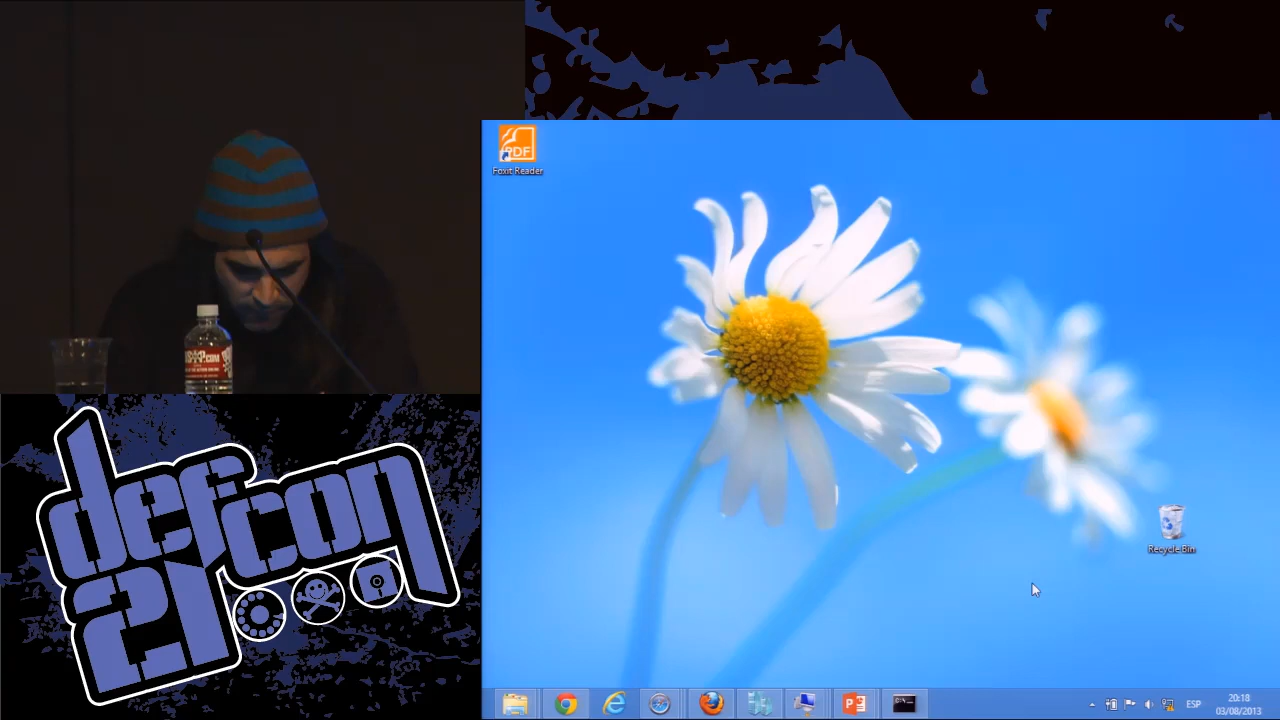 PDF
Foxit Reader
defcon
21
Recycle Bin
ESP
20:18
03/08/2013